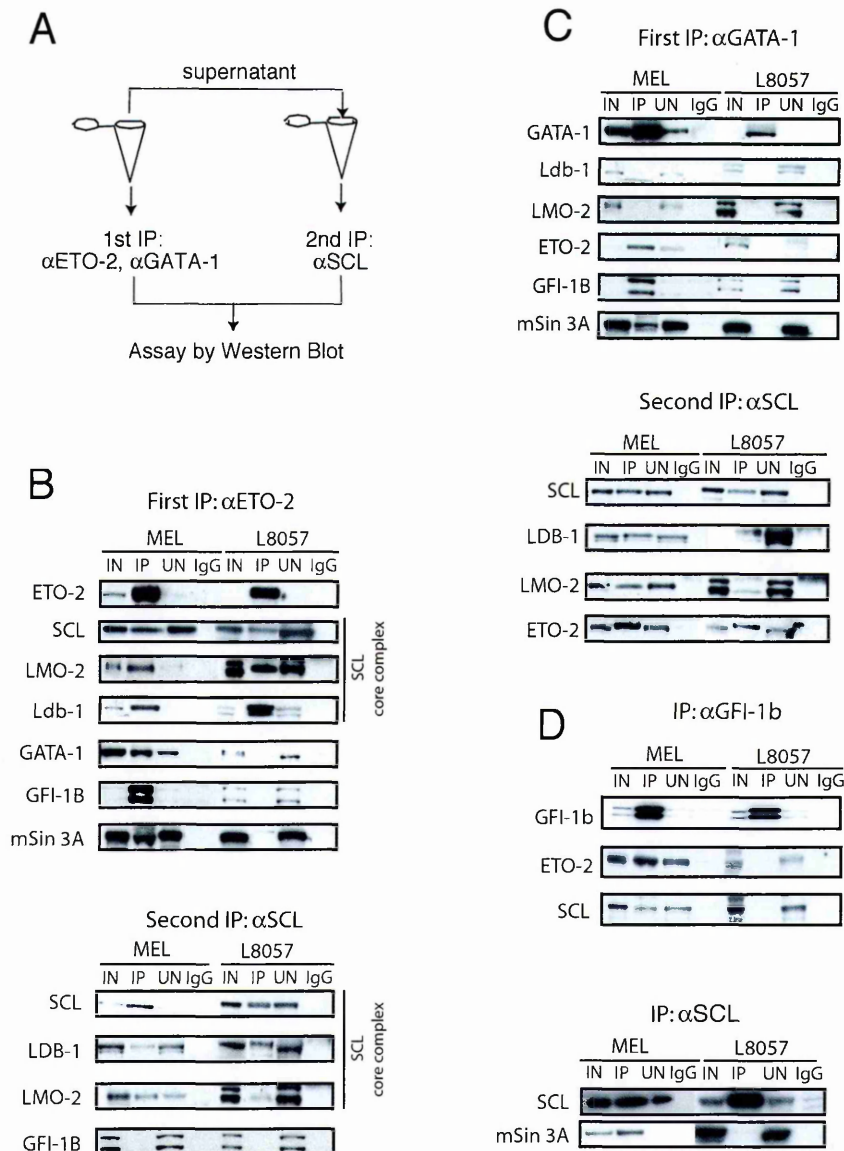 A
supernatant
1st IP:
αETO-2, αGATA-1
2nd IP:
αSCL
Assay by Western Blot
B
First IP: αETO-2
MEL L8057
IN IP UN IgG IN IP UN IgG
ETO-2
SCL
LMO-2
Ldb-1
SCL
core complex
GATA-1
GFI-1B
mSin 3A
Second IP: αSCL
MEL L8057
IN IP UN IgG IN IP UN IgG
SCL
LDB-1
LMO-2
SCL
core complex
GFI-1B
C
First IP: αGATA-1
MEL L8057
IN IP UN IgG IN IP UN IgG
GATA-1
Ldb-1
LMO-2
ETO-2
GFI-1B
mSin 3A
Second IP: αSCL
MEL L8057
IN IP UN IgG IN IP UN IgG
SCL
LDB-1
LMO-2
ETO-2
D
IP: αGFI-1b
MEL L8057
IN IP UN IgG IN IP UN IgG
GFI-1b
ETO-2
SCL
IP: αSCL
MEL L8057
IN IP UN IgG IN IP UN IgG
SCL
mSin 3A